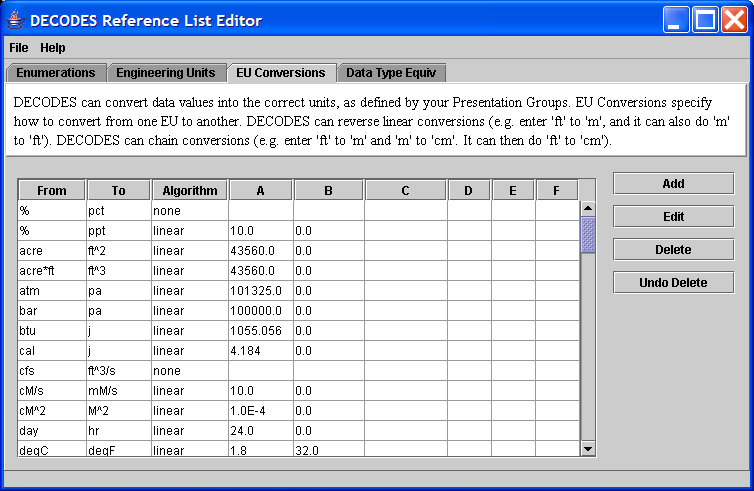 DECODES Reference List Editor
File Help
Enumerations Engineering Units EU Conversions Data Type Equiv
DECODES can convert data values into the correct units, as defined by your Presentation Groups. EU Conversions specify
how to convert from one EU to another. DECODES can reverse linear conversions (e.g. enter 'ft' to 'm', and it can also do 'm'
to 'ft'). DECODES can chain conversions (e.g. enter 'ft' to 'm' and 'm' to 'cm'. It can then do 'ft' to 'cm').
From To Algorithm A B C D E F
% pct none
% ppt linear 10.0 0.0
acre ft^2 linear 43560.0 0.0
acre*ft ft^3 linear 43560.0 0.0
atm pa linear 101325.0 0.0
bar pa linear 100000.0 0.0
btu j linear 1055.056 0.0
cal j linear 4.184 0.0
cfs ft^3/s none
cM/s mM/s linear 10.0 0.0
cM^2 M^2 linear 1.0E-4 0.0
day hr linear 24.0 0.0
degC degF linear 1.8 32.0
Add
Edit
Delete
Undo Delete